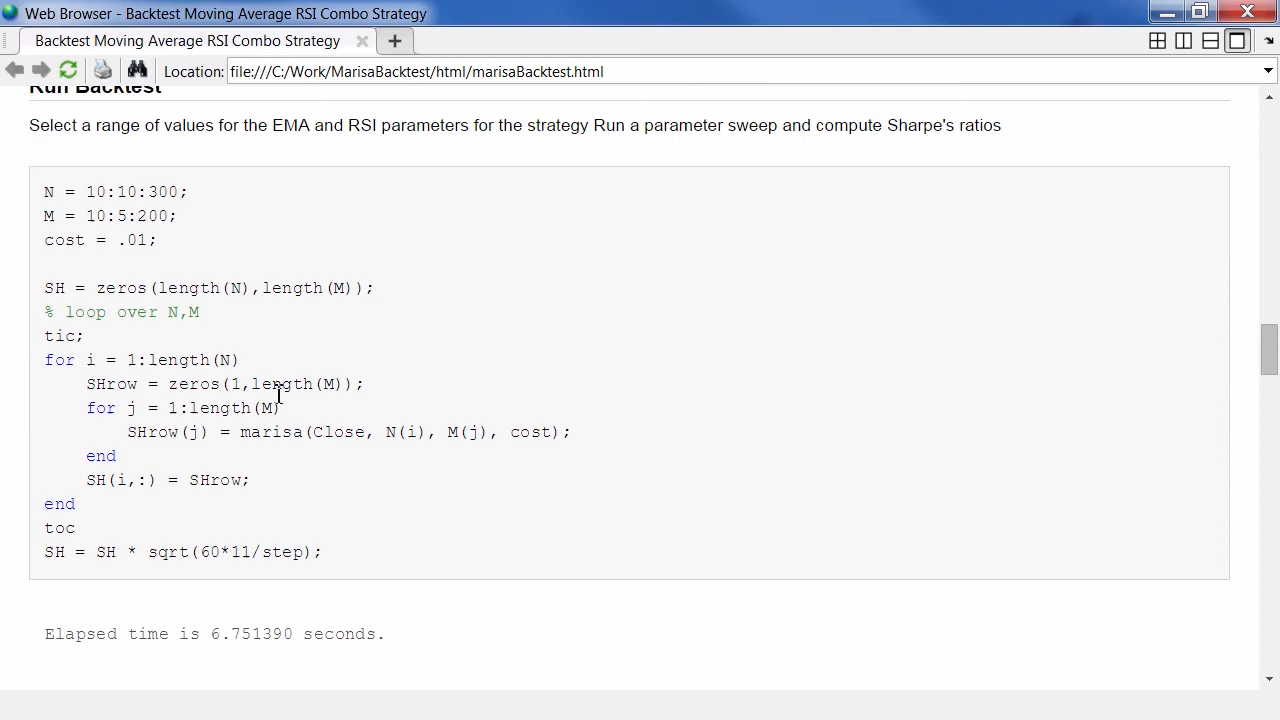 Web Browser - Backtest Moving Average RSI Combo Strategy
Backtest Moving Average RSI Combo Strategy
Location: file:///C:/Work/MarisaBacktest/html/marisaBacktest.html
Run Backtest
Select a range of values for the EMA and RSI parameters for the strategy Run a parameter sweep and compute Sharpe's ratios
N = 10:10:300;
M = 10:5:200;
cost = .01;
SH = zeros(length(N),length(M));
% loop over N,M
tic;
for i = 1:length(N)
SHrow = zeros(1,length(M));
for j = 1:length(M)
SHrow(j) = marisa(Close, N(i), M(j), cost);
end
SH(i,:) = SHrow;
end
toc
SH = SH * sqrt(60*11/step);
Elapsed time is 6.751390 seconds.